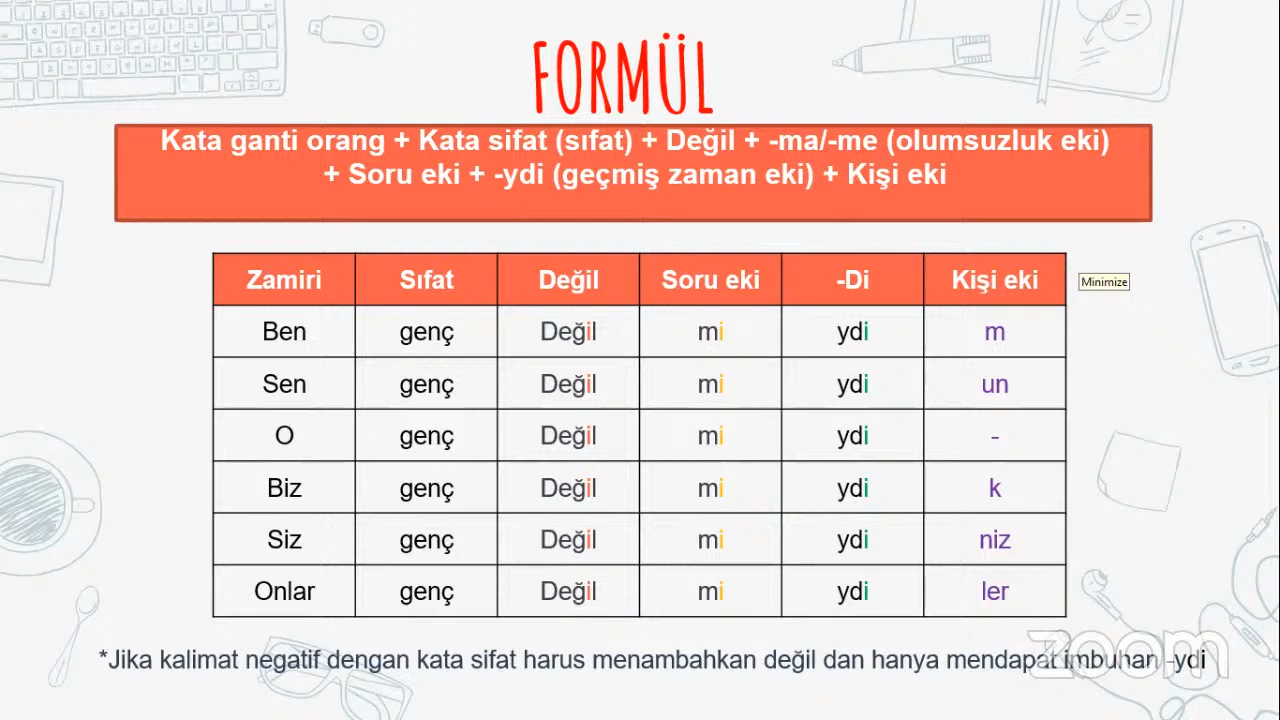 FORMÜL
Kata ganti orang + Kata sifat (sıfat) + Değil + -ma/-me (olumsuzluk eki)
+ Soru eki + -ydi (geçmiş zaman eki) + Kişi eki
Zamiri Sıfat Değil Soru eki -Di Kişi eki
Minimize
Ben genç Değil mi ydi m
Sen genç Değil mi ydi un
O genç Değil mi ydi -
Biz genç Değil mi ydi k
Siz genç Değil mi ydi niz
Onlar genç Değil mi ydi ler
*Jika kalimat negatif dengan kata sifat harus menambahkan değil dan hanya mendapat imbuhan -ydi
zoom